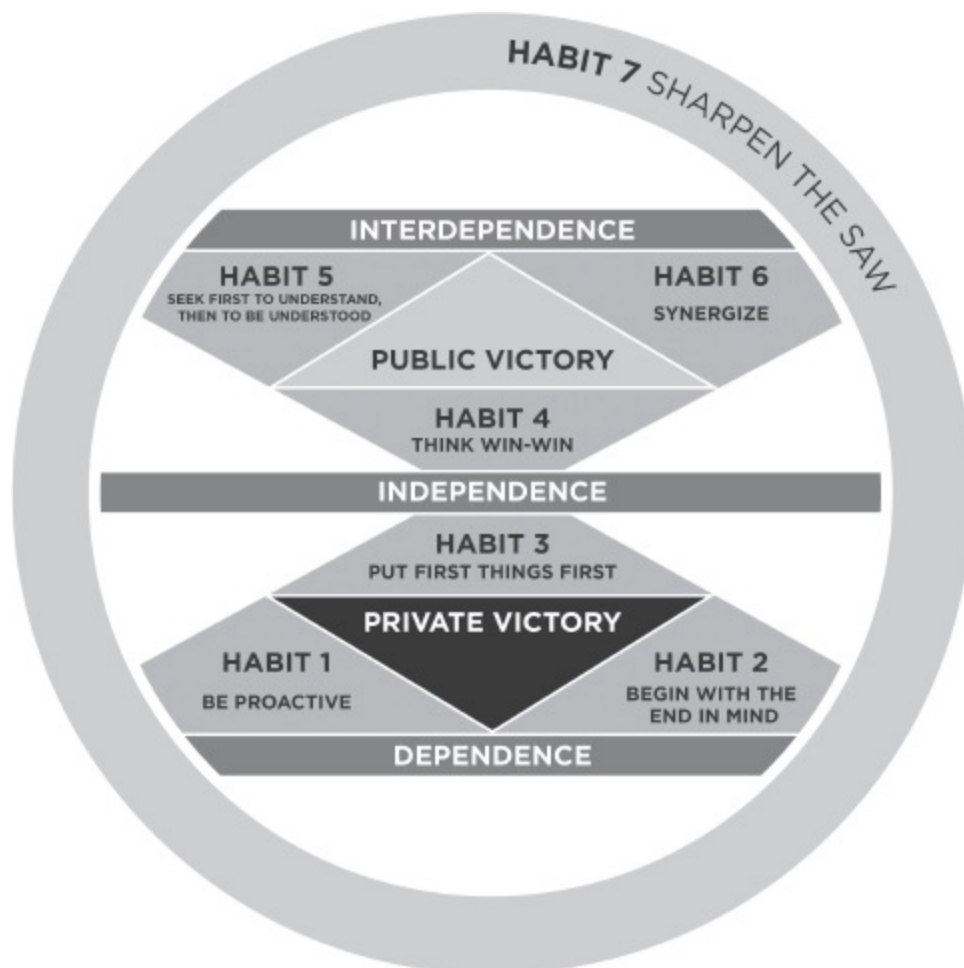 HABIT 7 SHARPEN THE SAW
INTERDEPENDENCE
HABIT 5
SEEK FIRST TO UNDERSTAND,
THEN TO BE UNDERSTOOD
HABIT 6
SYNERGIZE
PUBLIC VICTORY
HABIT 4
THINK WIN-WIN
INDEPENDENCE
HABIT 3
PUT FIRST THINGS FIRST
PRIVATE VICTORY
HABIT 1
BE PROACTIVE
HABIT 2
BEGIN WITH THE
END IN MIND
DEPENDENCE